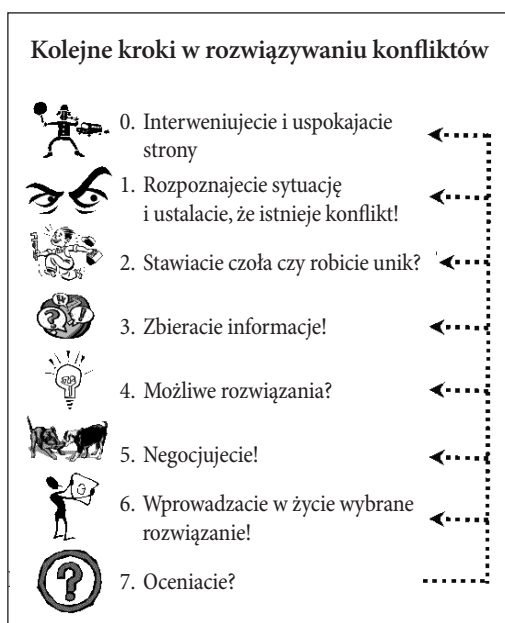 Kolejne kroki w rozwiązywaniu konfliktów
0. Interweniujecie i uspokajacie
strony
1. Rozpoznajecie sytuację
i ustalacie, że istnieje konflikt!
2. Stawiacie czoła czy robicie unik?
3. Zbieracie informacje!
4. Możliwe rozwiązania?
5. Negocjujecie!
6. Wprowadzacie w życie wybrane
rozwiązanie!
7. Oceniacie?